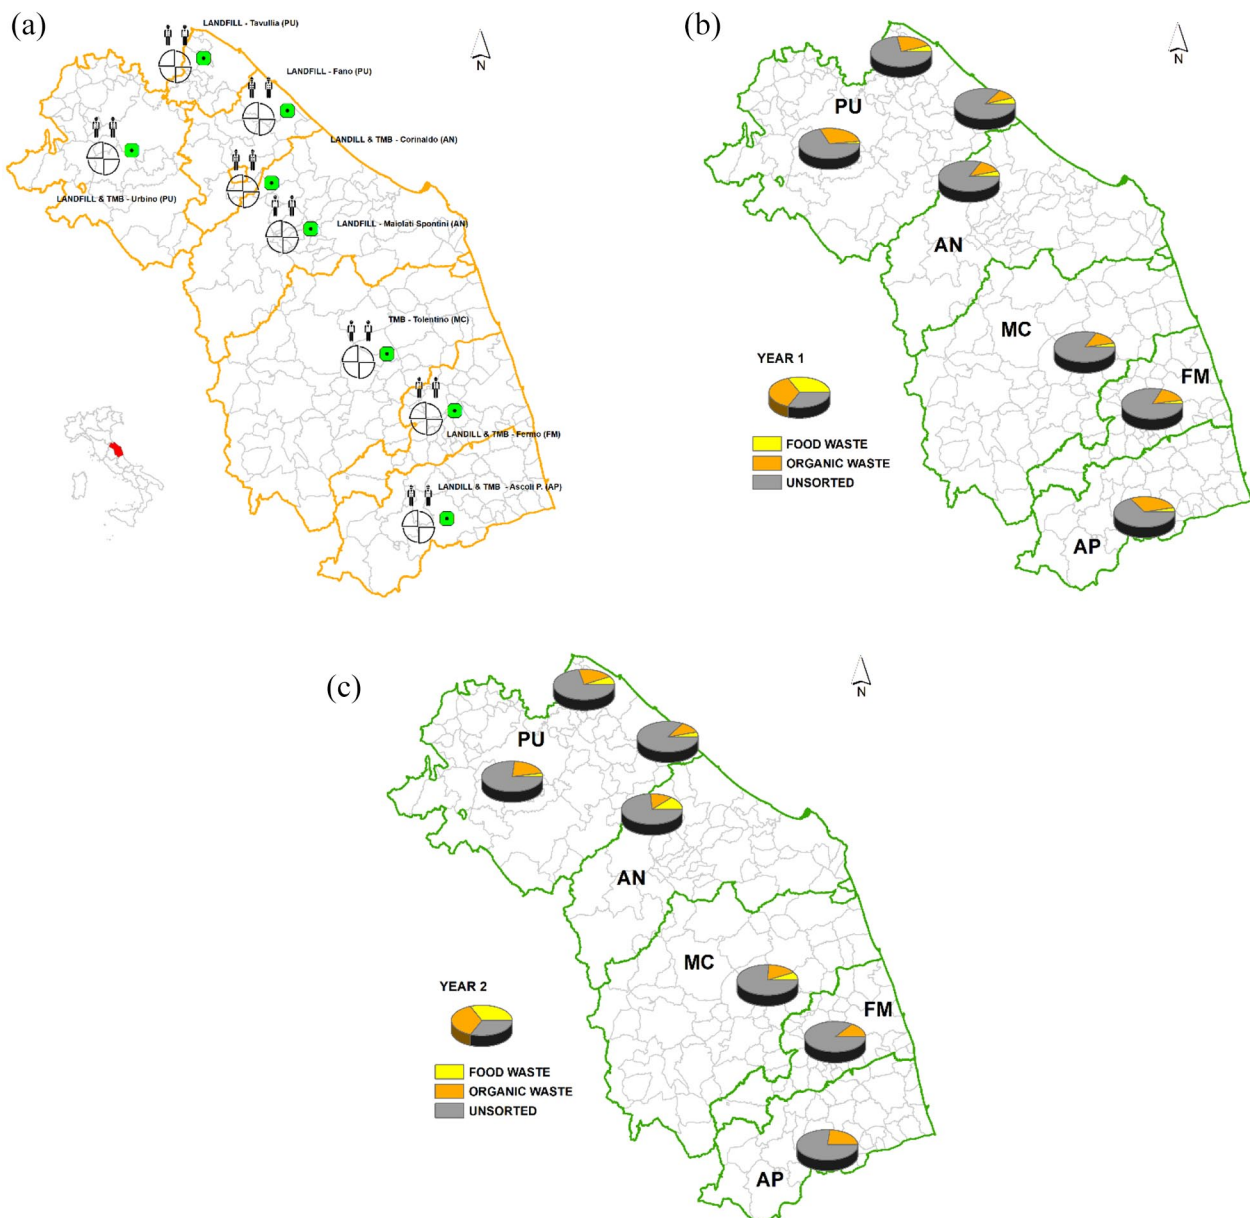 (a)
LANDFILL - Tavullia (PU)
N
LANDFILL - Fano (PU)
LANDILL & TMB - Corinaldo (AN)
LANDFILL & TMB - Urbino (PU)
LANDFILL - Maiolati Spontini (AN)
TMB - Tolentino (MC)
LANDILL & TMB - Fermo (FM)
LANDILL & TMB - Ascoli P. (AP)
(b)
N
PU
AN
MC
FM
AP
YEAR 1
FOOD WASTE
ORGANIC WASTE
UNSORTED
(c)
N
PU
AN
MC
FM
AP
YEAR 2
FOOD WASTE
ORGANIC WASTE
UNSORTED